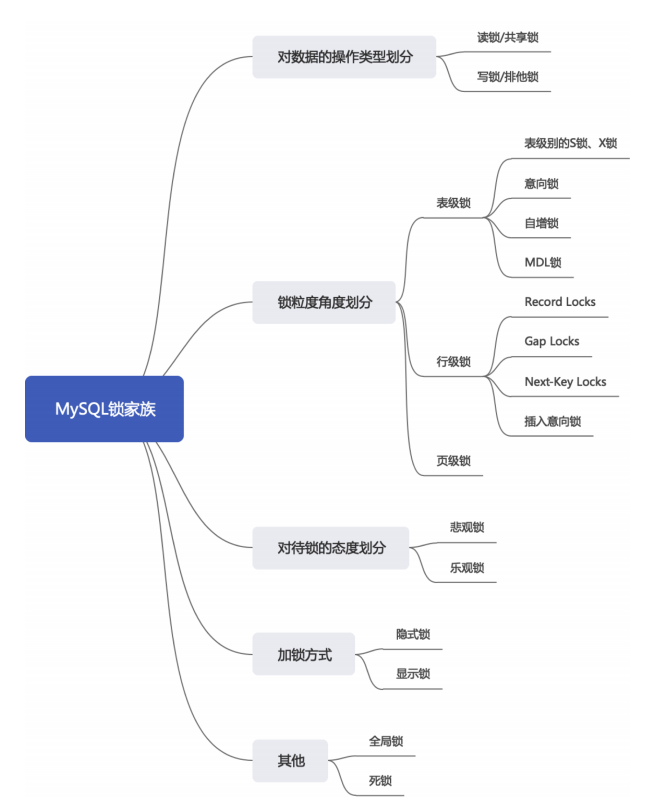 MySQL锁家族
对数据的操作类型划分
读锁/共享锁
写锁/排他锁
锁粒度角度划分
表级锁
表级别的S锁、X锁
意向锁
自增锁
MDL锁
行级锁
Record Locks
Gap Locks
Next-Key Locks
插入意向锁
页级锁
对待锁的态度划分
悲观锁
乐观锁
加锁方式
隐式锁
显示锁
其他
全局锁
死锁